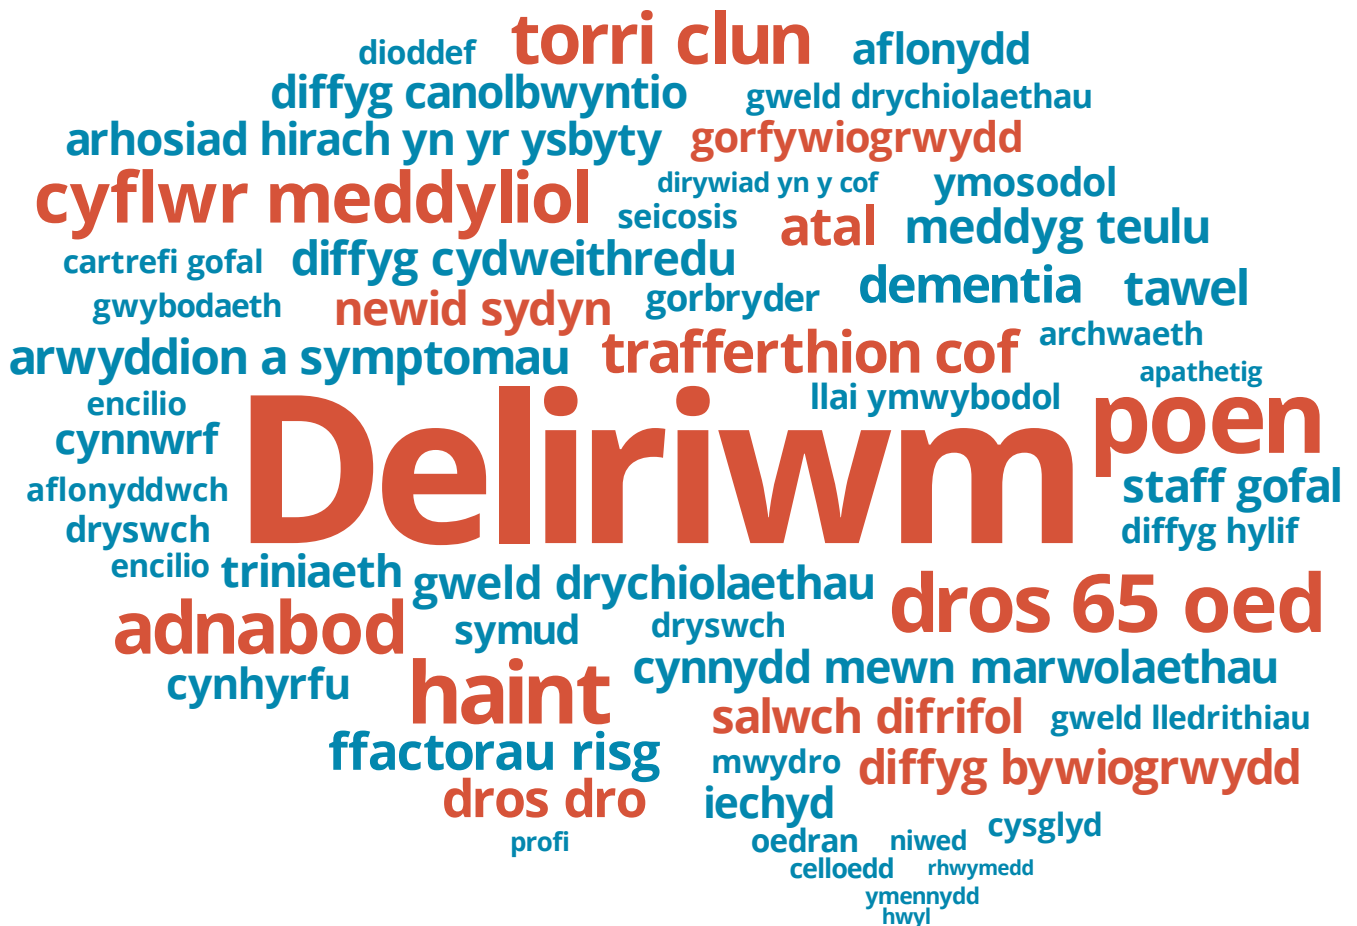 torri clun
dioddef
aflonydd
diffyg canolbwyntio
gweld drychiolaethau
arhosiad hirach yn yr ysbyty
gorfywiogrwydd
cyflwr meddyliol
dirywiad yn y cof
ymosodol
seicosis
atal
meddyg teulu
cartrefi gofal
diffyg cydweithredu
dementia
tawel
gwybodaeth
newid sydyn
gorbryder
archwaeth
arwyddion a symptomau
trafferthion cof
apathetig
encilio
llai ymwybodol
poen
cynnwrf
Deliriwm
staff gofal
aflonyddwch
dryswch
diffyg hylif
encilio
triniaeth
gweld drychiolaethau
dros 65 oed
adnabod
symud
dryswch
cynhyrfu
haint
cynnydd mewn marwolaethau
salwch difrifol
gweld lledrithiau
ffactorau risg
mwydro
diffyg bywiogrwydd
dros dro
iechyd
profi
oedran
niwed
cysglyd
celloedd
rhwymedd
ymennydd
hwyl